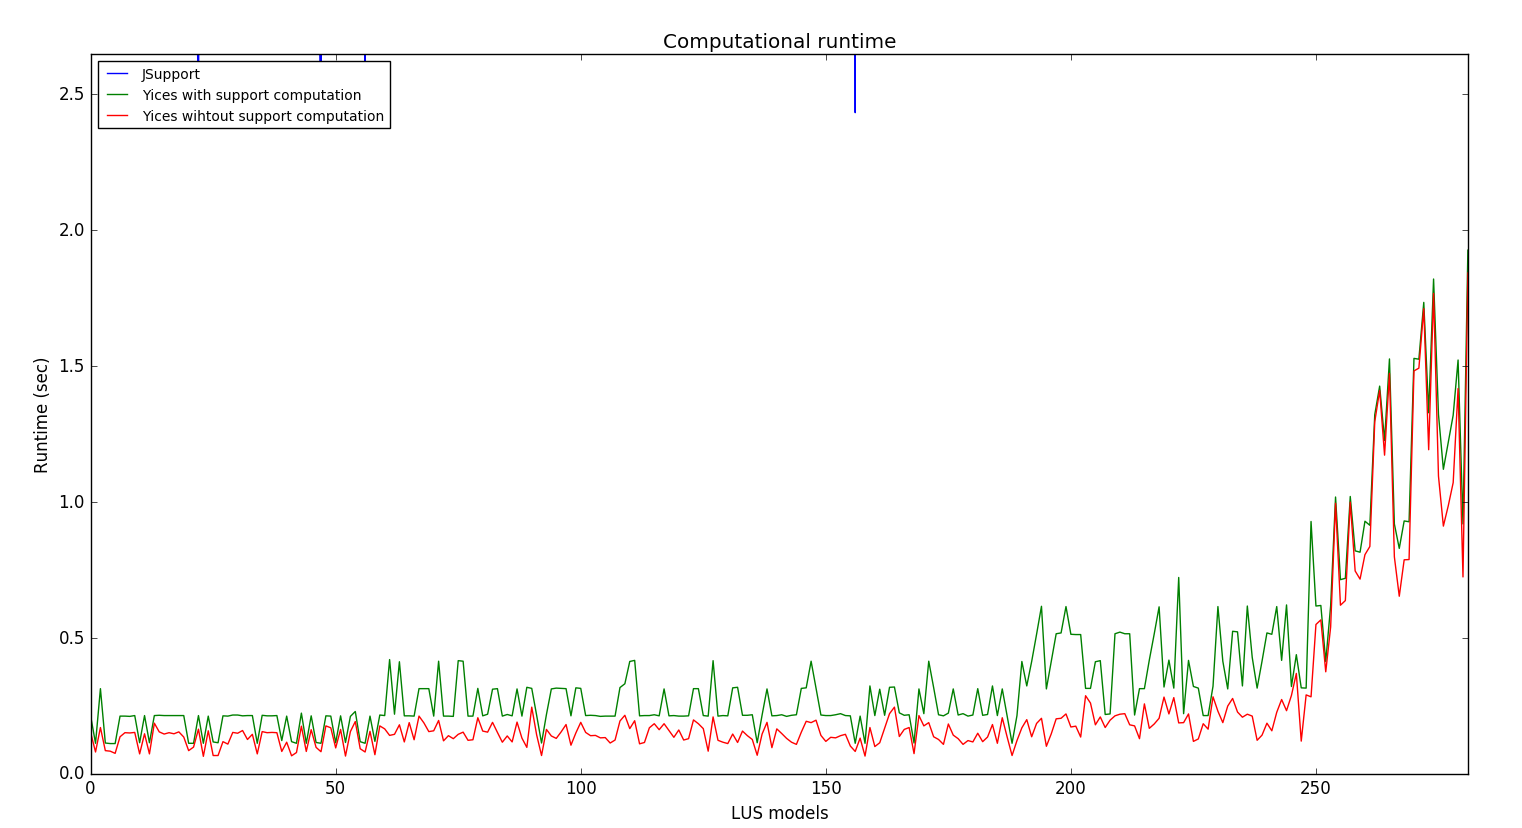 Computational runtime
JSupport
Yices with support computation
Yices wihtout support computation
2.5
2.0
1.5
1.0
0.5
0.0
Runtime (sec)
0 50 100 150 200 250
LUS models